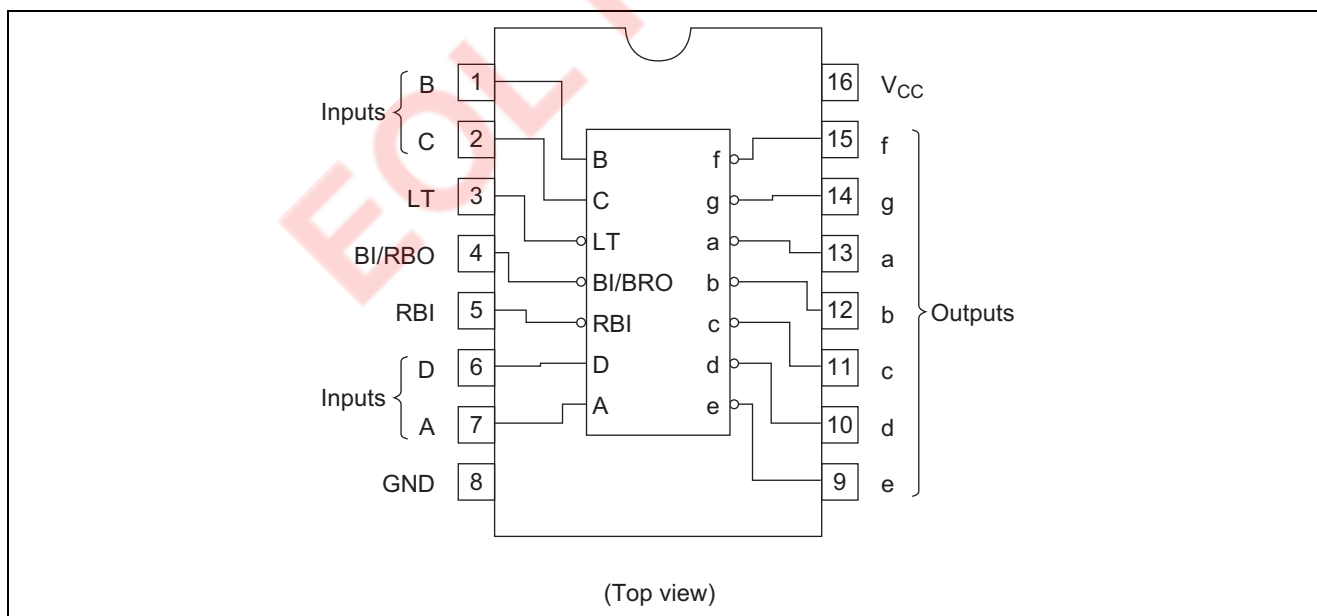 EOL
B 1
Inputs
C 2
LT 3
BI/RBO 4
RBI 5
D 6
Inputs
A 7
GND 8
B
C
LT
BI/BRO
RBI
D
A
f
g
a
b
c
d
e
16 VCC
15 f
14 g
13 a
12 b
11 c
10 d
9 e
Outputs
(Top view)